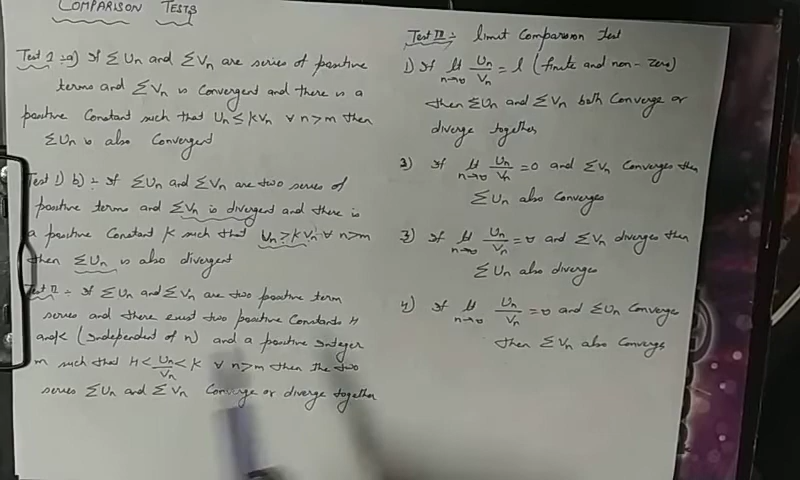 COMPARISON TESTS
Test 1 :- a) If ΣUn and ΣVn are series of positive
terms and ΣVn is Convergent and there is a
positive Constant such that Un ≤ kVn ∀ n>m then
ΣUn is also Convergent
Test 1) b) :- If ΣUn and ΣVn are two series of
positive terms and ΣVn is divergent and there is
a positive Constant K such that Un > kVn ∀ n>m
then ΣUn is also divergent
Test II :- If ΣUn and ΣVn are two positive term
series and there exist two positive Constants H
and K (Independent of n) and a positive Integer
m such that H < Un/Vn < K ∀ n>m then the two
series ΣUn and ΣVn Converge or diverge together
Test III :- limit Comparison test
1) If lt n→∞ Un/Vn = l (finite and non-zero)
then ΣUn and ΣVn both Converge or
diverge together
3) If lt n→∞ Un/Vn = 0 and ΣVn Converges then
ΣUn also Converges
3) If lt n→∞ Un/Vn = ∞ and ΣVn diverges then
ΣUn also diverges
4) If lt n→∞ Un/Vn = ∞ and ΣUn Converge
then ΣVn also Converges